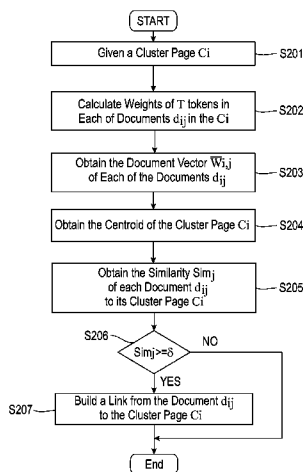 START
Given a Cluster Page Ci
S201
Calculate Weights of T tokens in
Each of Documents dij in the Ci
S202
Obtain the Document Vector W̅i,j
of Each of the Documents dij
S203
Obtain the Centroid of the Cluster Page Ci
S204
Obtain the Similarity Simj
of each Document dij
to its Cluster Page Ci
S205
S206
Simj>=δ
NO
YES
S207
Build a Link from the Document dij
to the Cluster Page Ci
End